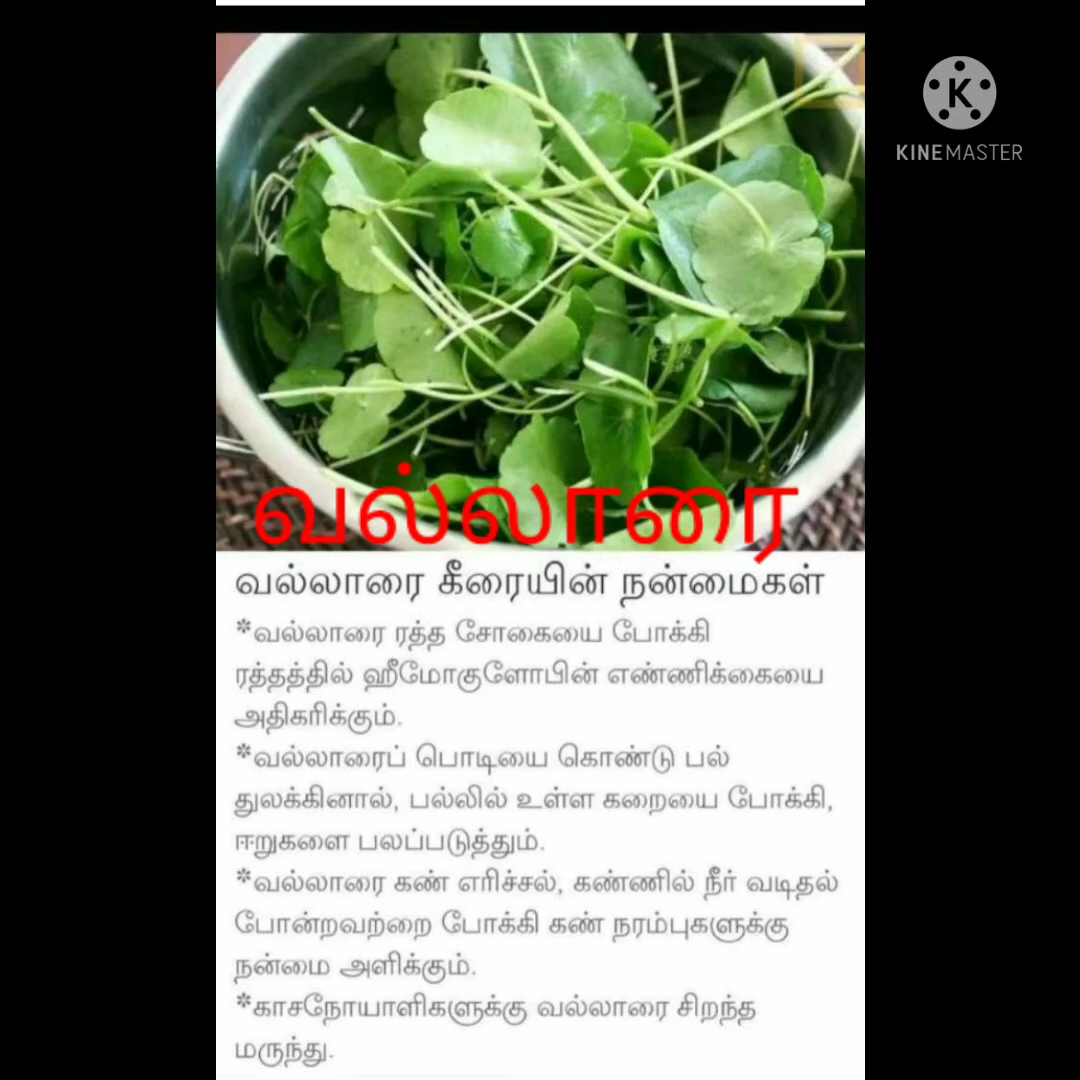 K
KINEMASTER
வல்லாரை
வல்லாரை கீரையின் நன்மைகள்
*வல்லாரை ரத்த சோகையை போக்கி
ரத்தத்தில் ஹீமோகுளோபின் எண்ணிக்கையை
அதிகரிக்கும்.
*வல்லாரைப் பொடியை கொண்டு பல்
துலக்கினால், பல்லில் உள்ள கறையை போக்கி,
ஈறுகளை பலப்படுத்தும்.
*வல்லாரை கண் எரிச்சல், கண்ணில் நீர் வடிதல்
போன்றவற்றை போக்கி கண் நரம்புகளுக்கு
நன்மை அளிக்கும்.
*காசநோயாளிகளுக்கு வல்லாரை சிறந்த
மருந்து.